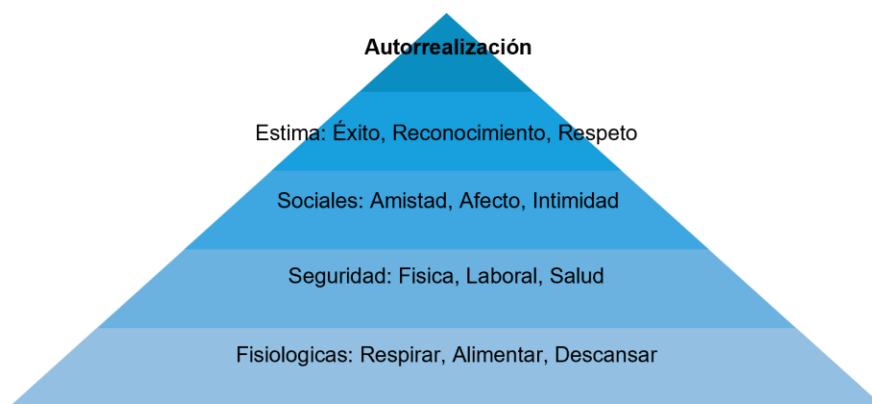 Autorrealización
Estima: Éxito, Reconocimiento, Respeto
Sociales: Amistad, Afecto, Intimidad
Seguridad: Fisica, Laboral, Salud
Fisiologicas: Respirar, Alimentar, Descansar